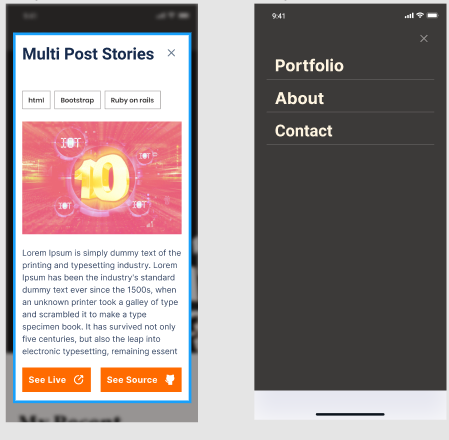 Multi Post Stories
html
Bootstrap
Ruby on rails
IOT
IOT
10
IOT
IOT
Lorem Ipsum is simply dummy text of the
printing and typesetting industry. Lorem
Ipsum has been the industry's standard
dummy text ever since the 1500s, when
an unknown printer took a galley of type
and scrambled it to make a type
specimen book. It has survived not only
five centuries, but also the leap into
electronic typesetting, remaining essent
See Live
See Source
My Recent
9:41
Portfolio
About
Contact